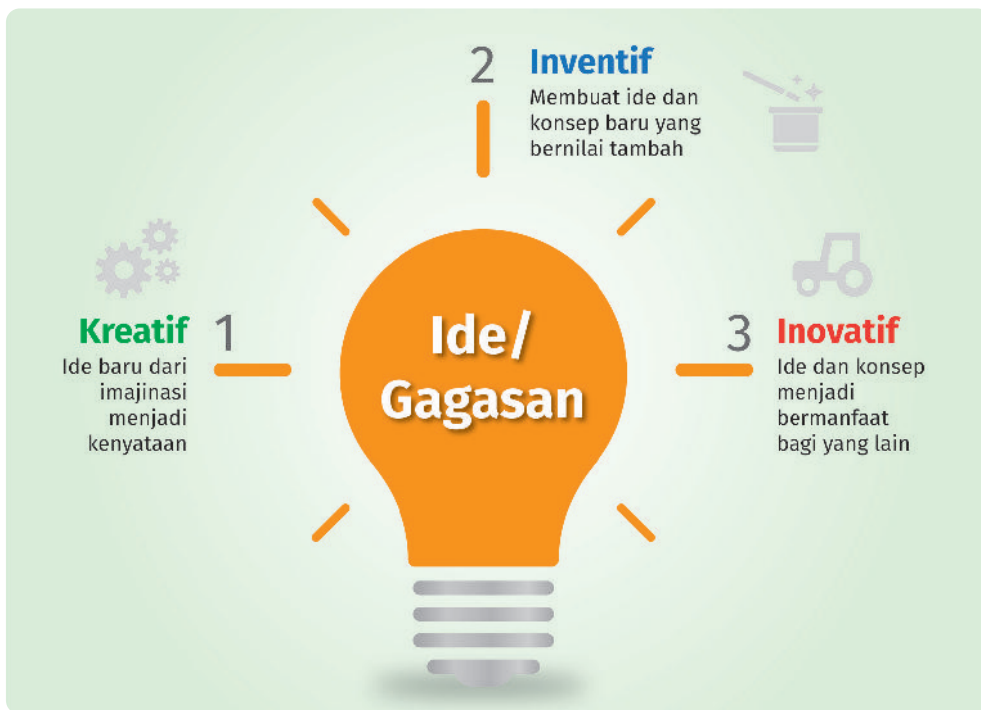 1
Kreatif
Ide baru dari
imajinasi
menjadi
kenyataan
2
Inventif
Membuat ide dan
konsep baru yang
bernilai tambah
3
Inovatif
Ide dan konsep
menjadi
bermanfaat
bagi yang lain
Ide/
Gagasan